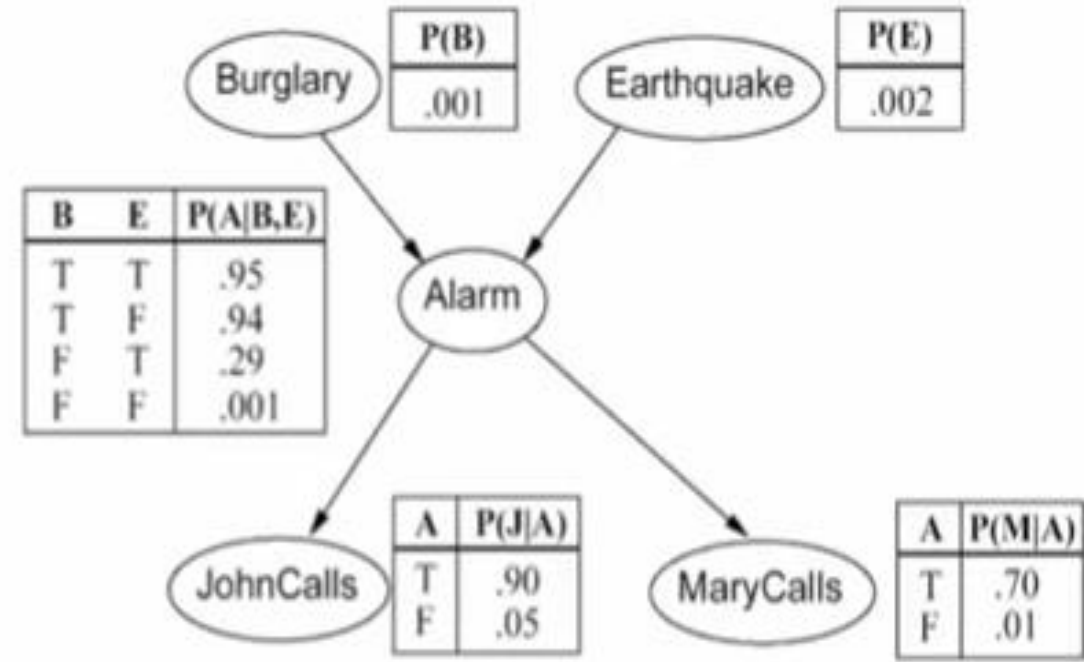 Burglary
P(B)
.001
Earthquake
P(E)
.002
B E P(A|B,E)
T T .95
T F .94
F T .29
F F .001
Alarm
JohnCalls
A P(J|A)
T .90
F .05
MaryCalls
A P(M|A)
T .70
F .01